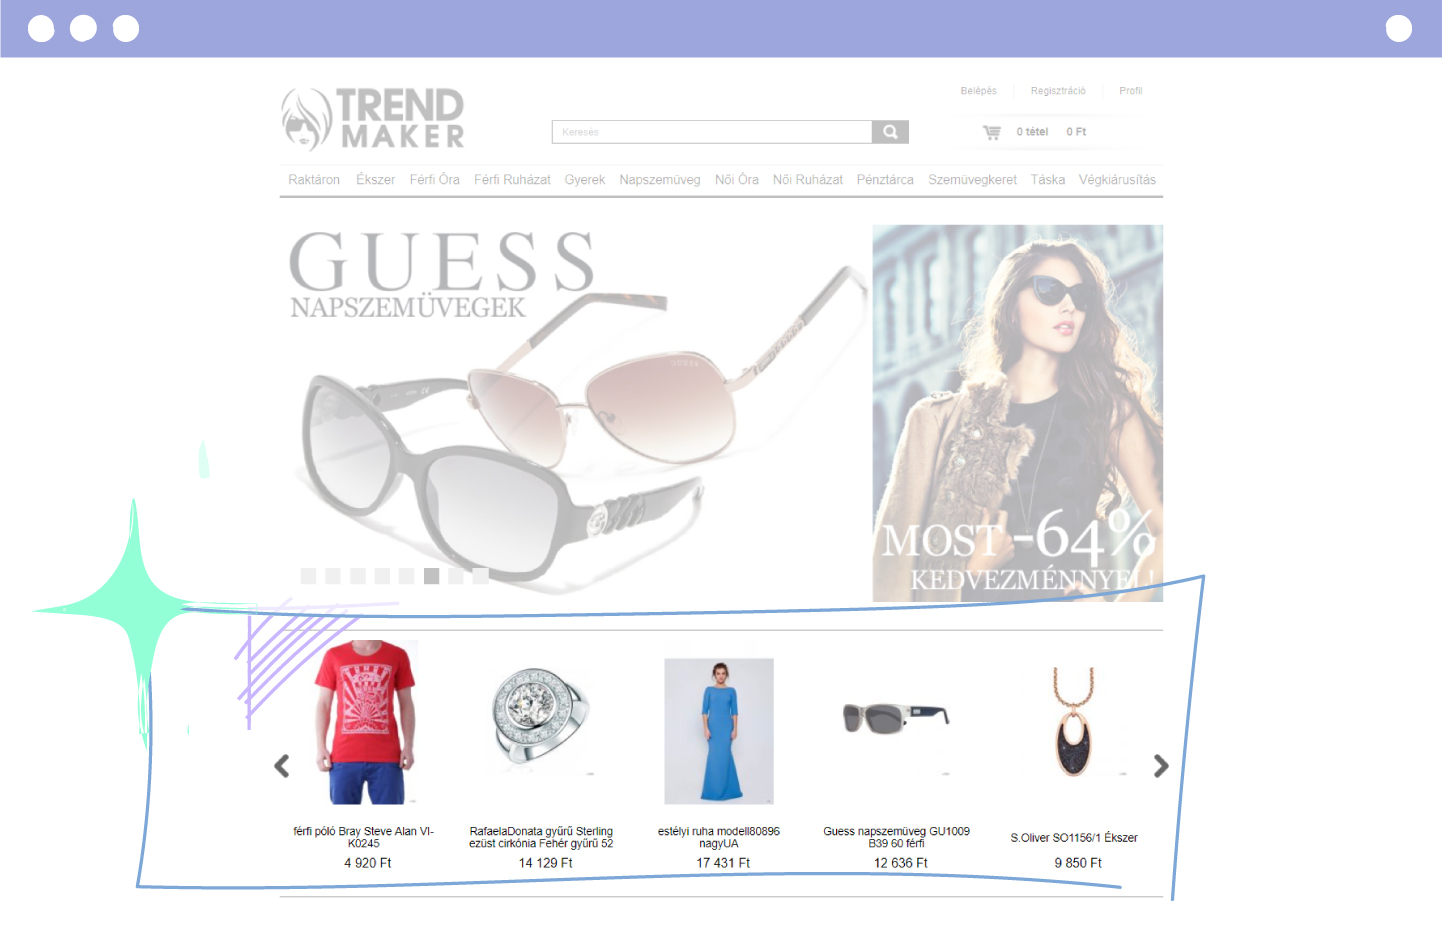 TREND
MAKER
Belépés
Regisztráció
Profil
Keresés
0 tétel
0 Ft
Raktáron
Ékszer
Férfi Óra
Férfi Ruházat
Gyerek
Napszemüveg
Női Óra
Női Ruházat
Pénztárca
Szemüvegkeret
Táska
Végkiárusítás
GUESS
NAPSZEMÜVEGEK
MOST -64%
KEDVEZMÉNNYEL!
férfi póló Bray Steve Alan VI-
K0245
4 920 Ft
RafaelaDonata gyűrű Sterling
ezüst cirkónia Fehér gyűrű 52
14 129 Ft
estélyi ruha modell80896
nagyUA
17 431 Ft
Guess napszemüveg GU1009
B39 60 férfi
12 636 Ft
S.Oliver SO1156/1 Ékszer
9 850 Ft